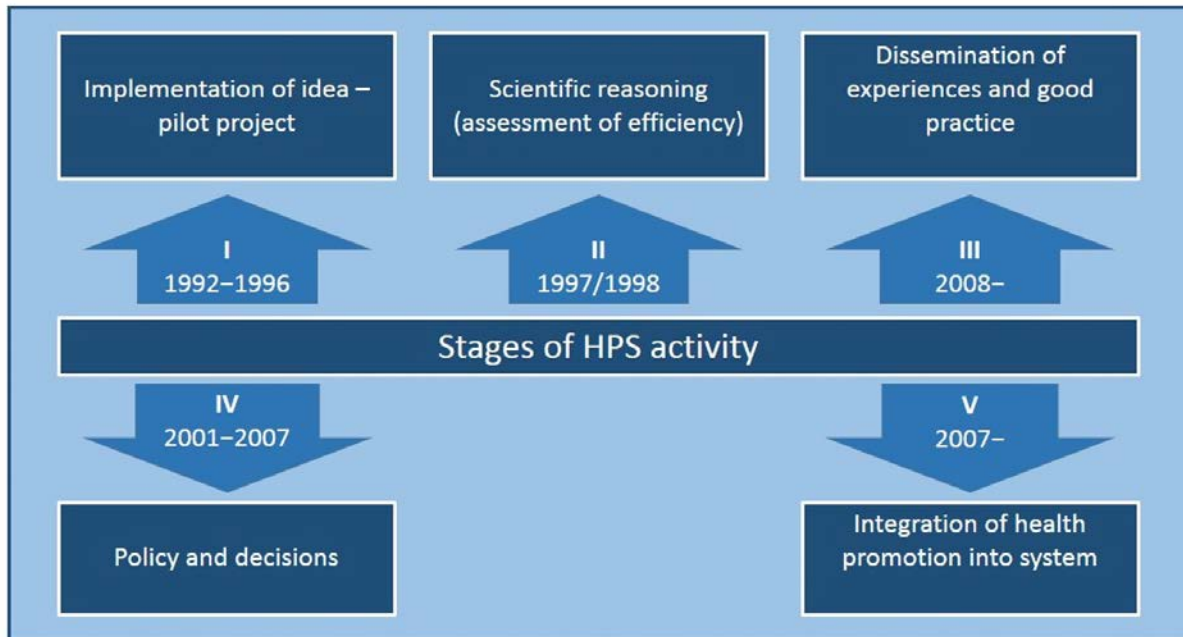 Implementation of idea –
pilot project
Scientific reasoning
(assessment of efficiency)
Dissemination of
experiences and good
practice
I
1992–1996
II
1997/1998
III
2008–
Stages of HPS activity
IV
2001–2007
V
2007–
Policy and decisions
Integration of health
promotion into system